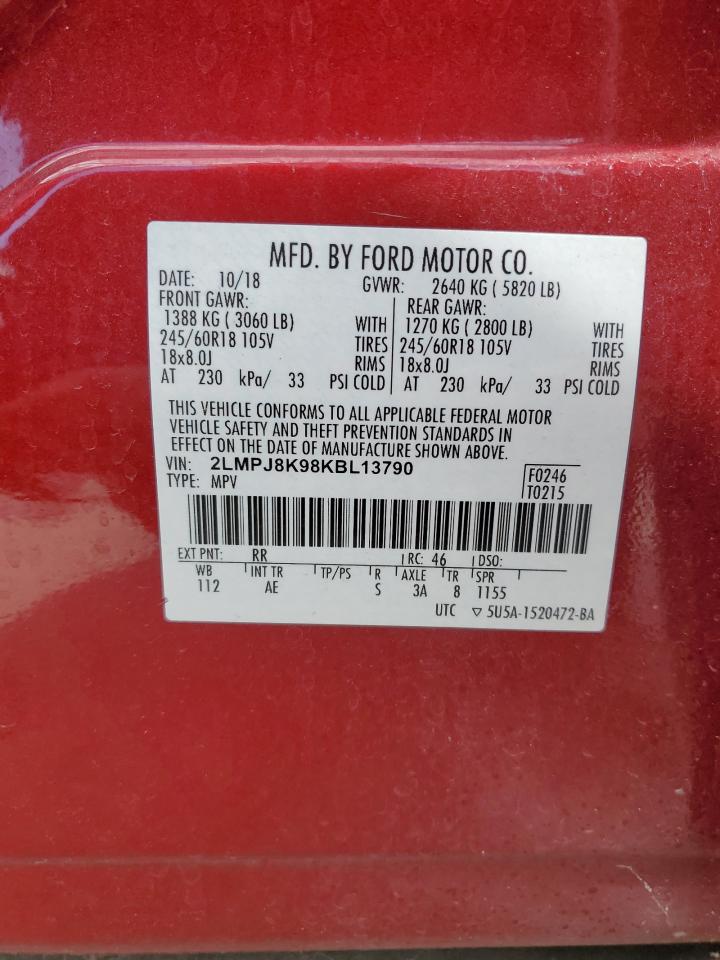 MFD. BY FORD MOTOR CO.
DATE: 10/18 GVWR: 2640 KG ( 5820 LB)
FRONT GAWR: REAR GAWR:
1388 KG ( 3060 LB) WITH 1270 KG ( 2800 LB) WITH
245/60R18 105V TIRES 245/60R18 105V TIRES
18x8.0J RIMS 18x8.0J RIMS
AT 230 kPa/ 33 PSI COLD AT 230 kPa/ 33 PSI COLD
THIS VEHICLE CONFORMS TO ALL APPLICABLE FEDERAL MOTOR
VEHICLE SAFETY AND THEFT PREVENTION STANDARDS IN
EFFECT ON THE DATE OF MANUFACTURE SHOWN ABOVE.
VIN: 2LMPJ8K98KBL13790 F0246
TYPE: MPV T0215
EXT PNT: RR RC: 46 DSO:
WB INT TR TP/PS R AXLE TR SPR
112 AE S 3A 8 1155
UTC ▽ 5U5A-1520472-BA